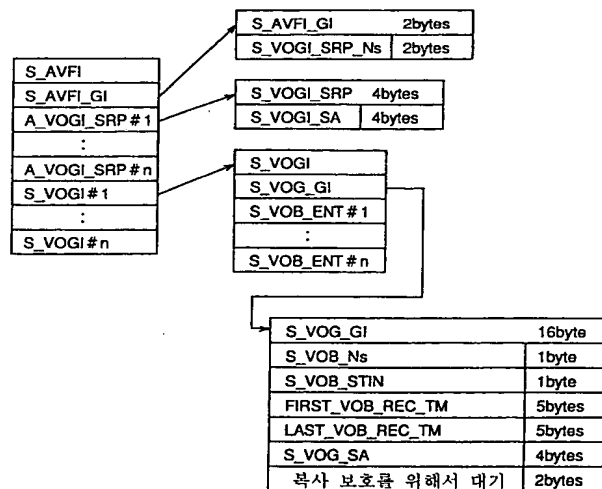 S_AVFI_GI 2bytes
S_VOGI_SRP_Ns 2bytes
S_AVFI
S_AVFI_GI
A_VOGI_SRP#1
:
A_VOGI_SRP#n
S_VOGI#1
:
S_VOGI#n
S_VOGI_SRP 4bytes
S_VOGI_SA 4bytes
S_VOGI
S_VOG_GI
S_VOB_ENT#1
:
S_VOB_ENT#n
S_VOG_GI 16byte
S_VOB_Ns 1byte
S_VOB_STIN 1byte
FIRST_VOB_REC_TM 5bytes
LAST_VOB_REC_TM 5bytes
S_VOG_SA 4bytes
복사 보호를 위해서 대기 2bytes